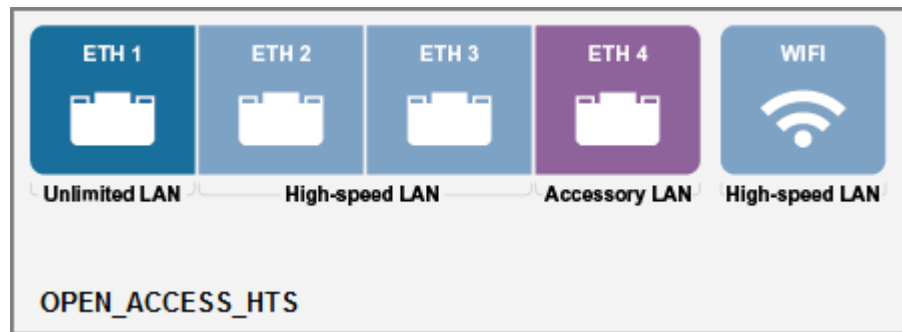 ETH 1 ETH 2 ETH 3 ETH 4 WIFI
Unlimited LAN High-speed LAN Accessory LAN High-speed LAN
OPEN_ACCESS_HTS